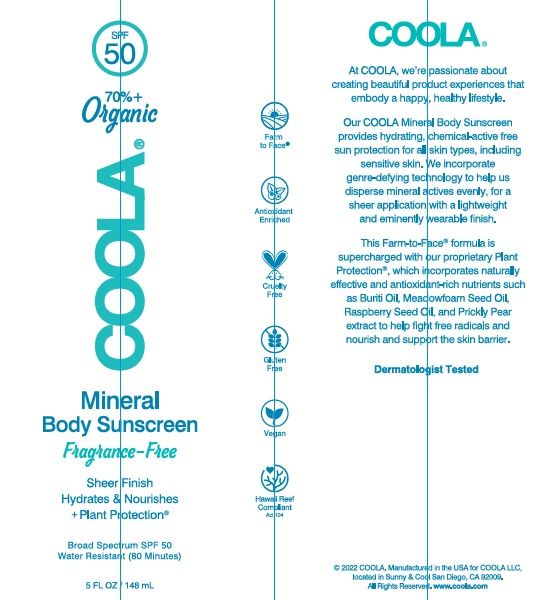 SPF
50
70%+
Organic
COOLA®
Mineral
Body Sunscreen
Fragrance-Free
Sheer Finish
Hydrates & Nourishes
+ Plant Protection®
Broad Spectrum SPF 50
Water Resistant (80 Minutes)
5 FL OZ / 148 mL
Farm
to Face®
Antioxidant
Enriched
Cruelty
Free
Gluten
Free
Vegan
Hawaii Reef
Compliant
Act 104
COOLA®
At COOLA, we're passionate about
creating beautiful product experiences that
embody a happy, healthy lifestyle.
Our COOLA Mineral Body Sunscreen
provides hydrating, chemical-active free
sun protection for all skin types, including
sensitive skin. We incorporate
genre-defying technology to help us
disperse mineral actives evenly, for a
sheer application with a lightweight
and eminently wearable finish.
This Farm-to-Face® formula is
supercharged with our proprietary Plant
Protection®, which incorporates naturally
effective and antioxidant-rich nutrients such
as Buriti Oil, Meadowfoam Seed Oil,
Raspberry Seed Oil, and Prickly Pear
extract to help fight free radicals and
nourish and support the skin barrier.
Dermatologist Tested
© 2022 COOLA, Manufactured in the USA for COOLA LLC,
located in Sunny & Cool San Diego, CA 92009.
All Rights Reserved. www.coola.com